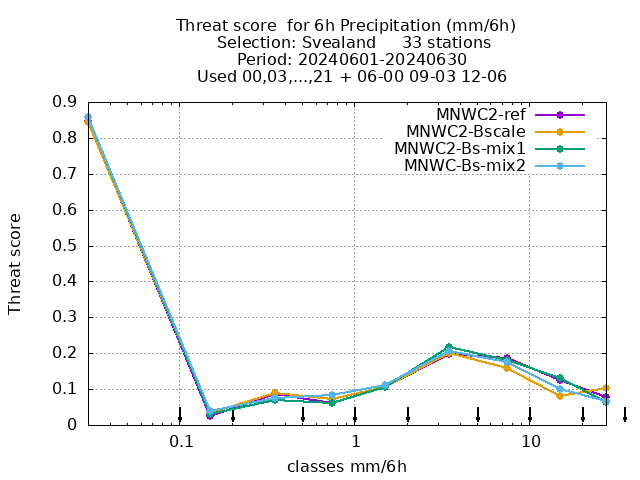 Threat score  for 6h Precipitation (mm/6h)
Selection: Svealand     33 stations
Period: 20240601-20240630
Used 00,03,...,21 + 06-00 09-03 12-06
MNWC2-ref
MNWC2-Bscale
MNWC2-Bs-mix1
MNWC-Bs-mix2
Threat score
0.9
0.8
0.7
0.6
0.5
0.4
0.3
0.2
0.1
0
0.1 1 10
classes mm/6h